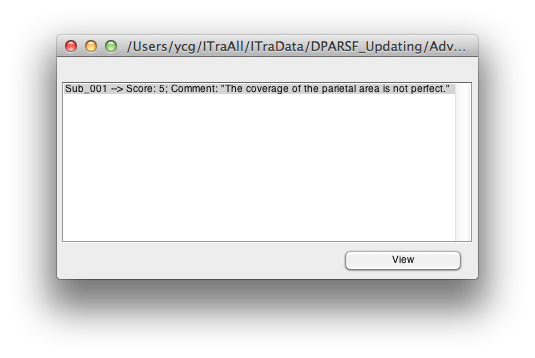 /Users/ycg/ITraAll/ITraData/DPARSF_Updating/Adv...
Sub_001 --> Score: 5; Comment: "The coverage of the parietal area is not perfect."
View